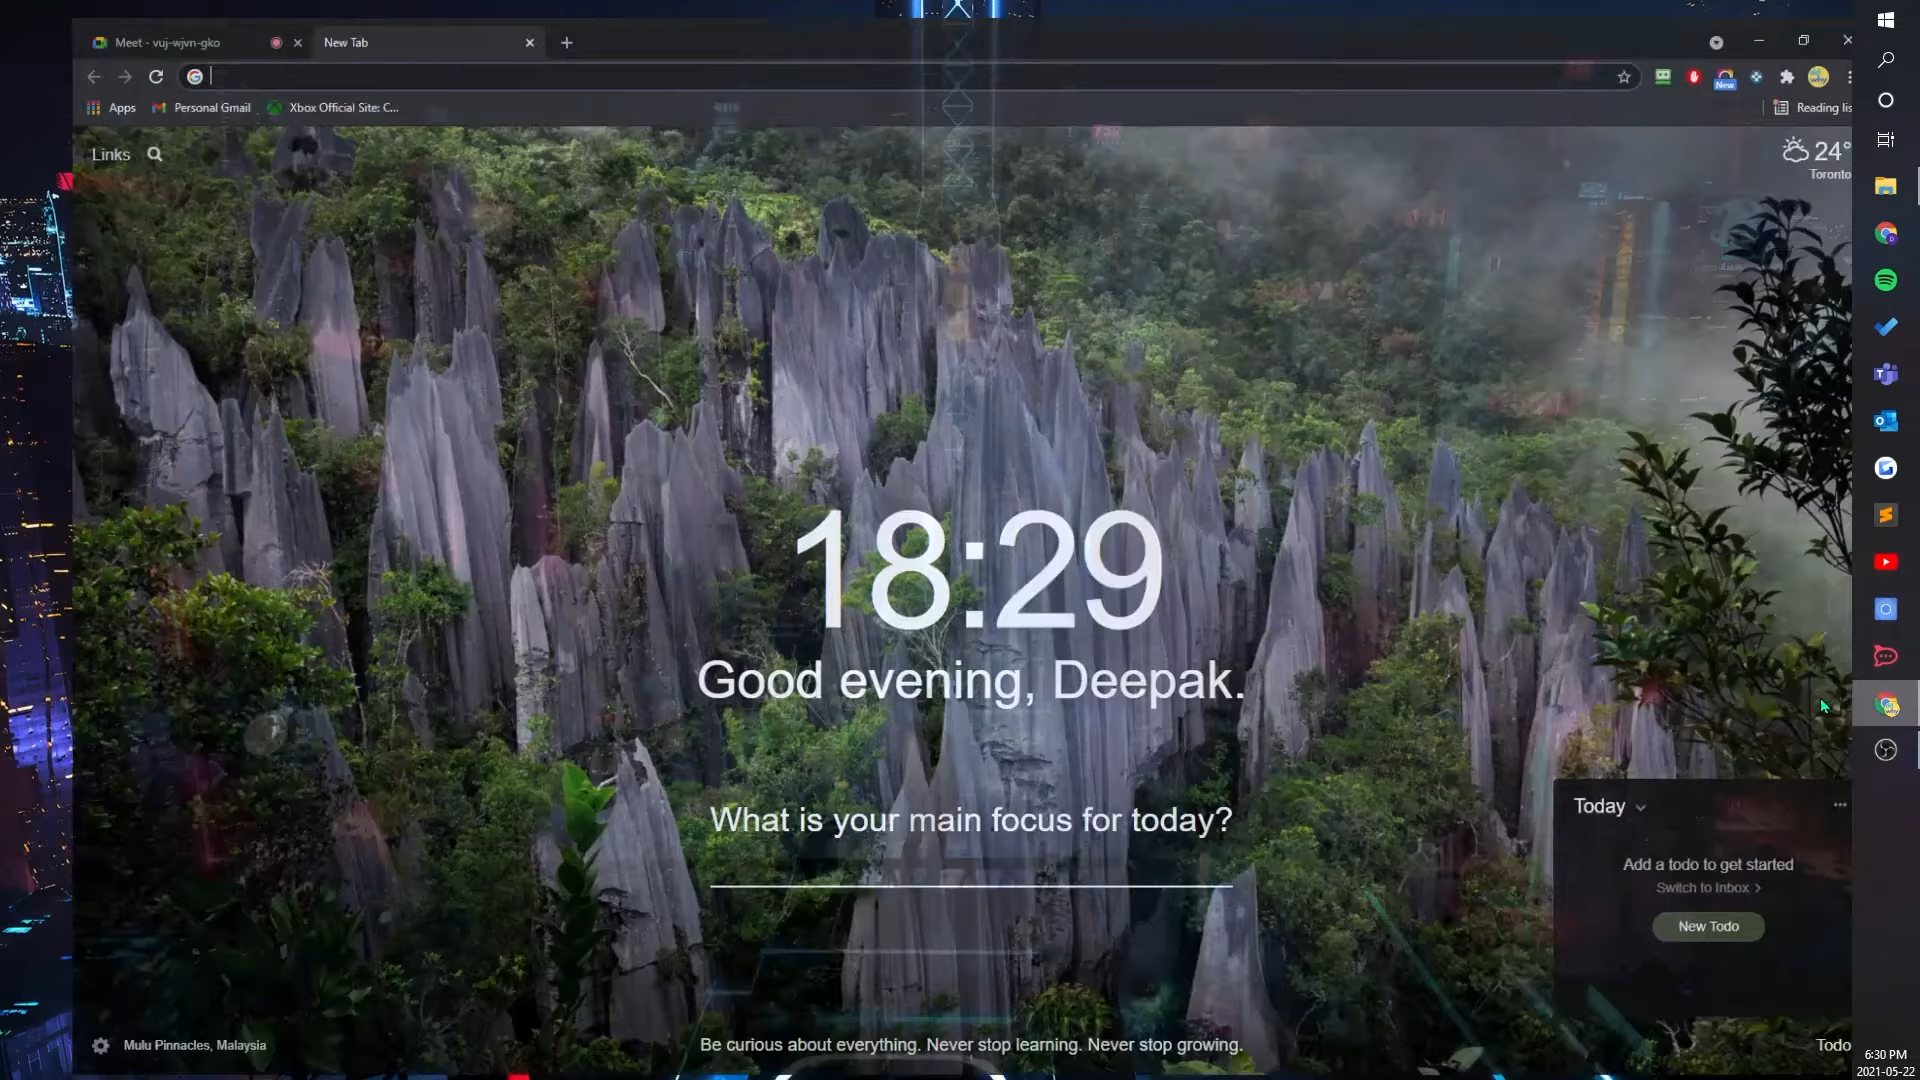 Meet - vuj-wjvn-gko
New Tab
Apps
Personal Gmail
Xbox Official Site: C...
New
Reading lis
Links
24°
Toronto
18:29
Good evening, Deepak.
What is your main focus for today?
Today
Add a todo to get started
Switch to Inbox >
New Todo
Mulu Pinnacles, Malaysia
Be curious about everything. Never stop learning. Never stop growing.
Todo
6:30 PM
2021-05-22